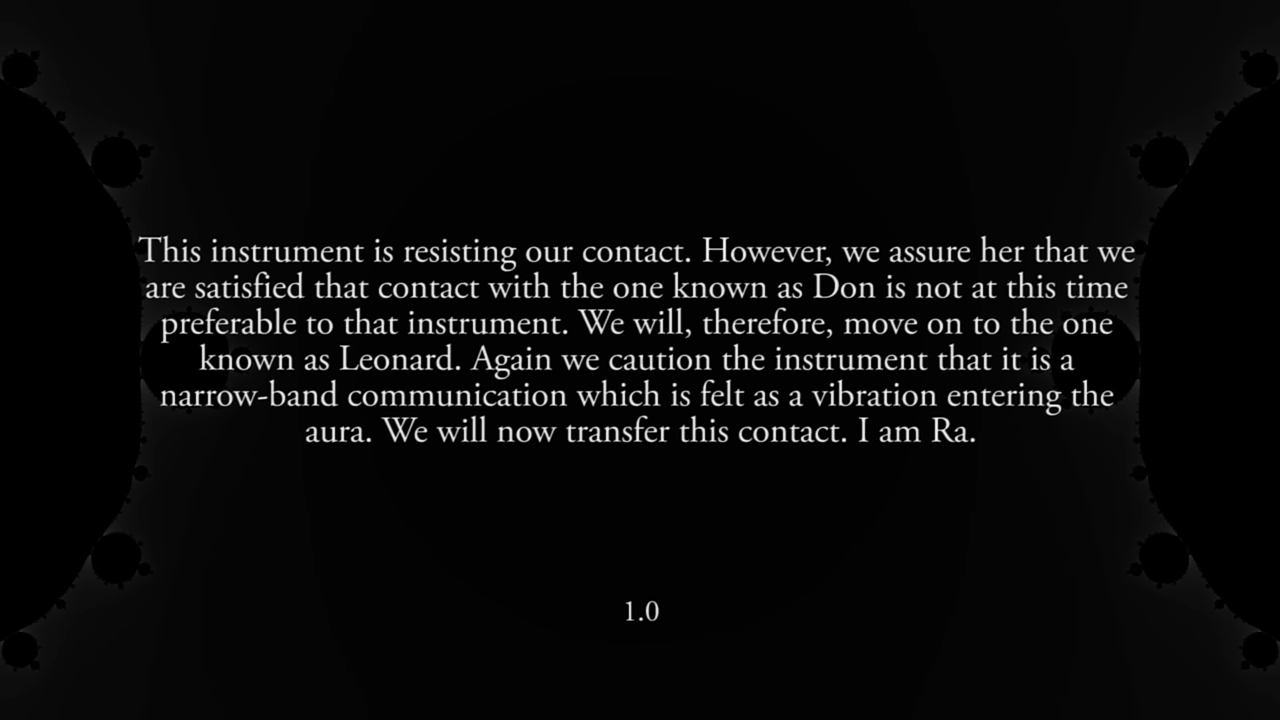 This instrument is resisting our contact. However, we assure her that we
are satisfied that contact with the one known as Don is not at this time
preferable to that instrument. We will, therefore, move on to the one
known as Leonard. Again we caution the instrument that it is a
narrow-band communication which is felt as a vibration entering the
aura. We will now transfer this contact. I am Ra.
1.0